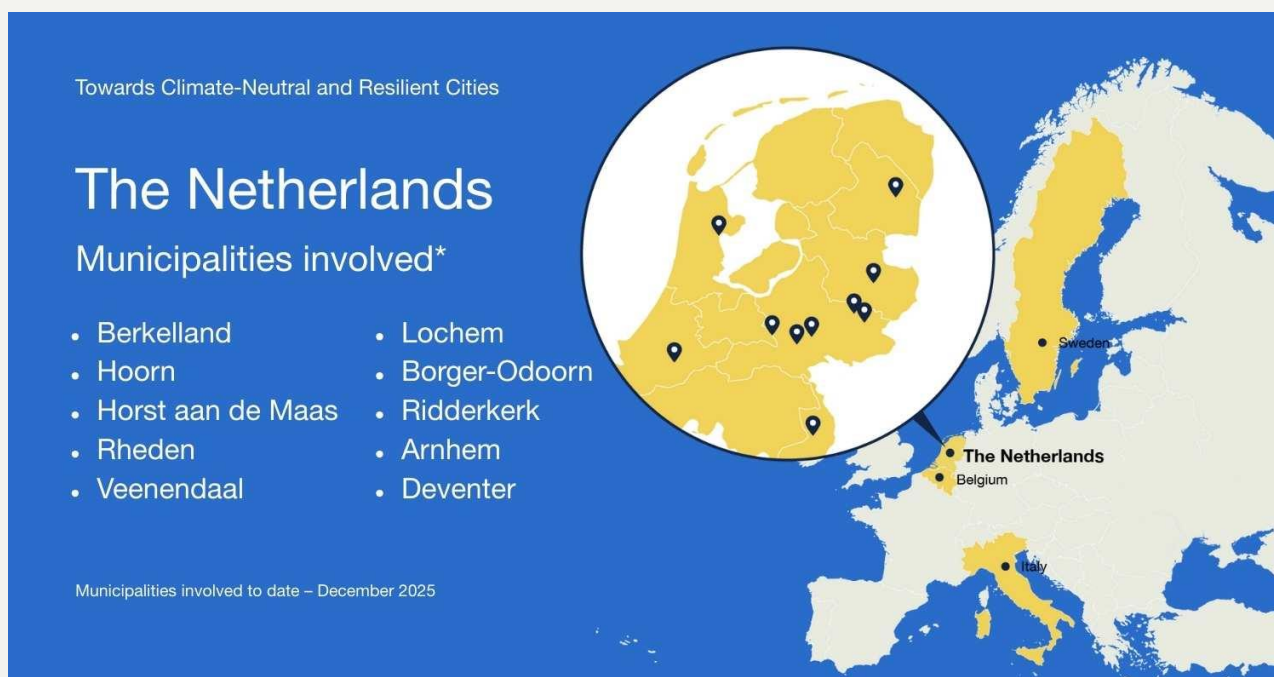 Towards Climate-Neutral and Resilient Cities
The Netherlands
Municipalities involved*
• Berkelland
• Hoorn
• Horst aan de Maas
• Rheden
• Veenendaal
• Lochem
• Borger-Odoorn
• Ridderkerk
• Arnhem
• Deventer
Municipalities involved to date – December 2025
Sweden
The Netherlands
Belgium
Italy